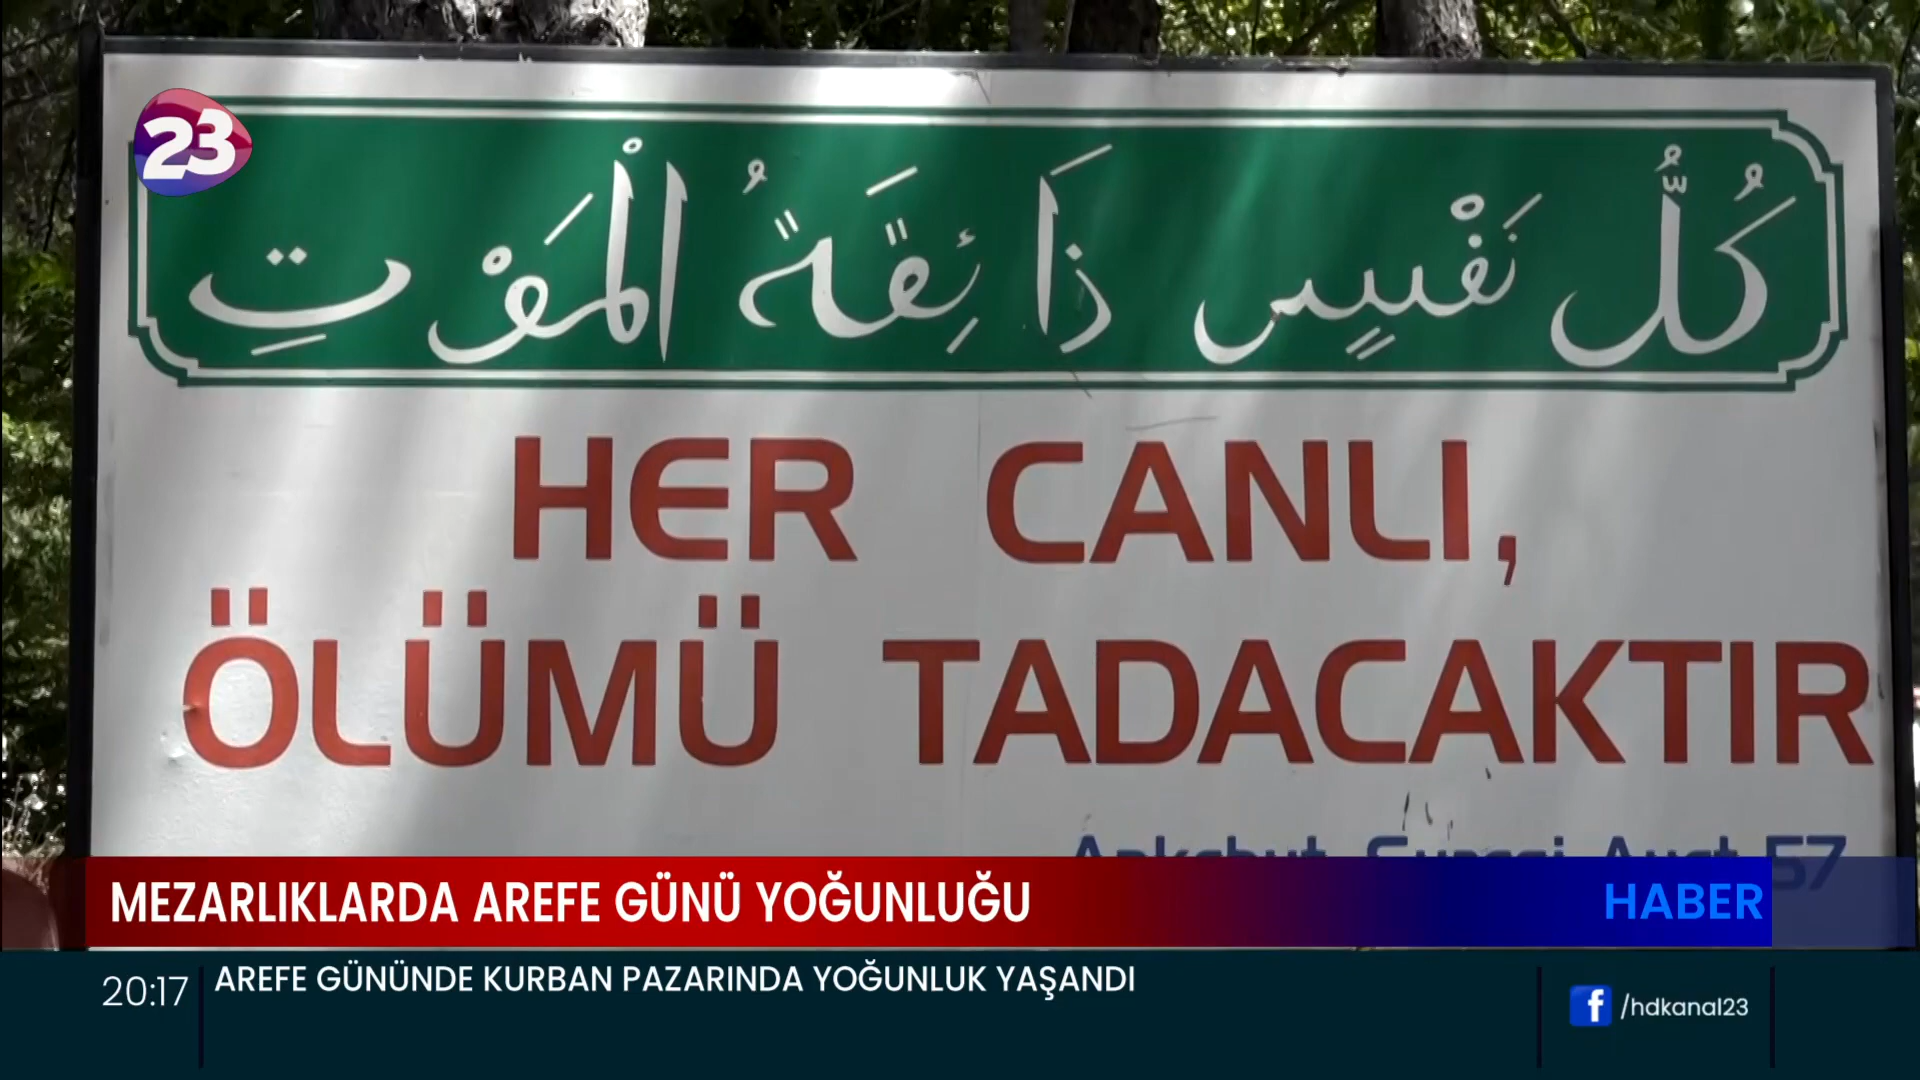 23
كُلُّ نَفْسٍ ذَائِقَةُ الْمَوْتِ
HER CANLI,
ÖLÜMÜ TADACAKTIR
57
MEZARLIKLARDA AREFE GÜNÜ YOĞUNLUĞU
HABER
20:17
AREFE GÜNÜNDE KURBAN PAZARINDA YOĞUNLUK YAŞANDI
/hdkanal23